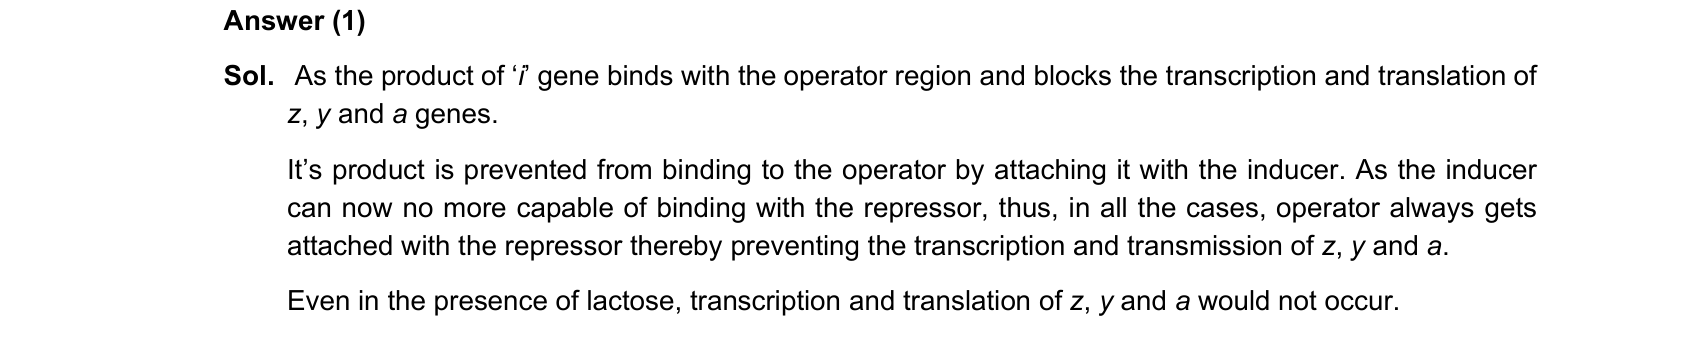 Answer (1)
Sol. As the product of ‘i’ gene binds with the operator region and blocks the transcription and translation of
z, y and a genes.
It’s product is prevented from binding to the operator by attaching it with the inducer. As the inducer
can now no more capable of binding with the repressor, thus, in all the cases, operator always gets
attached with the repressor thereby preventing the transcription and transmission of z, y and a.
Even in the presence of lactose, transcription and translation of z, y and a would not occur.